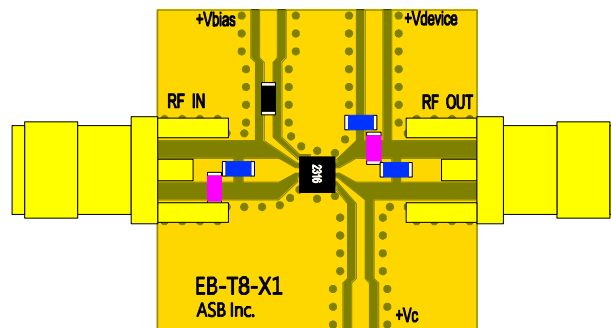 +Vbias
+Vdevice
RF IN
RF OUT
2316
EB-T8-X1
ASB Inc.
+Vc